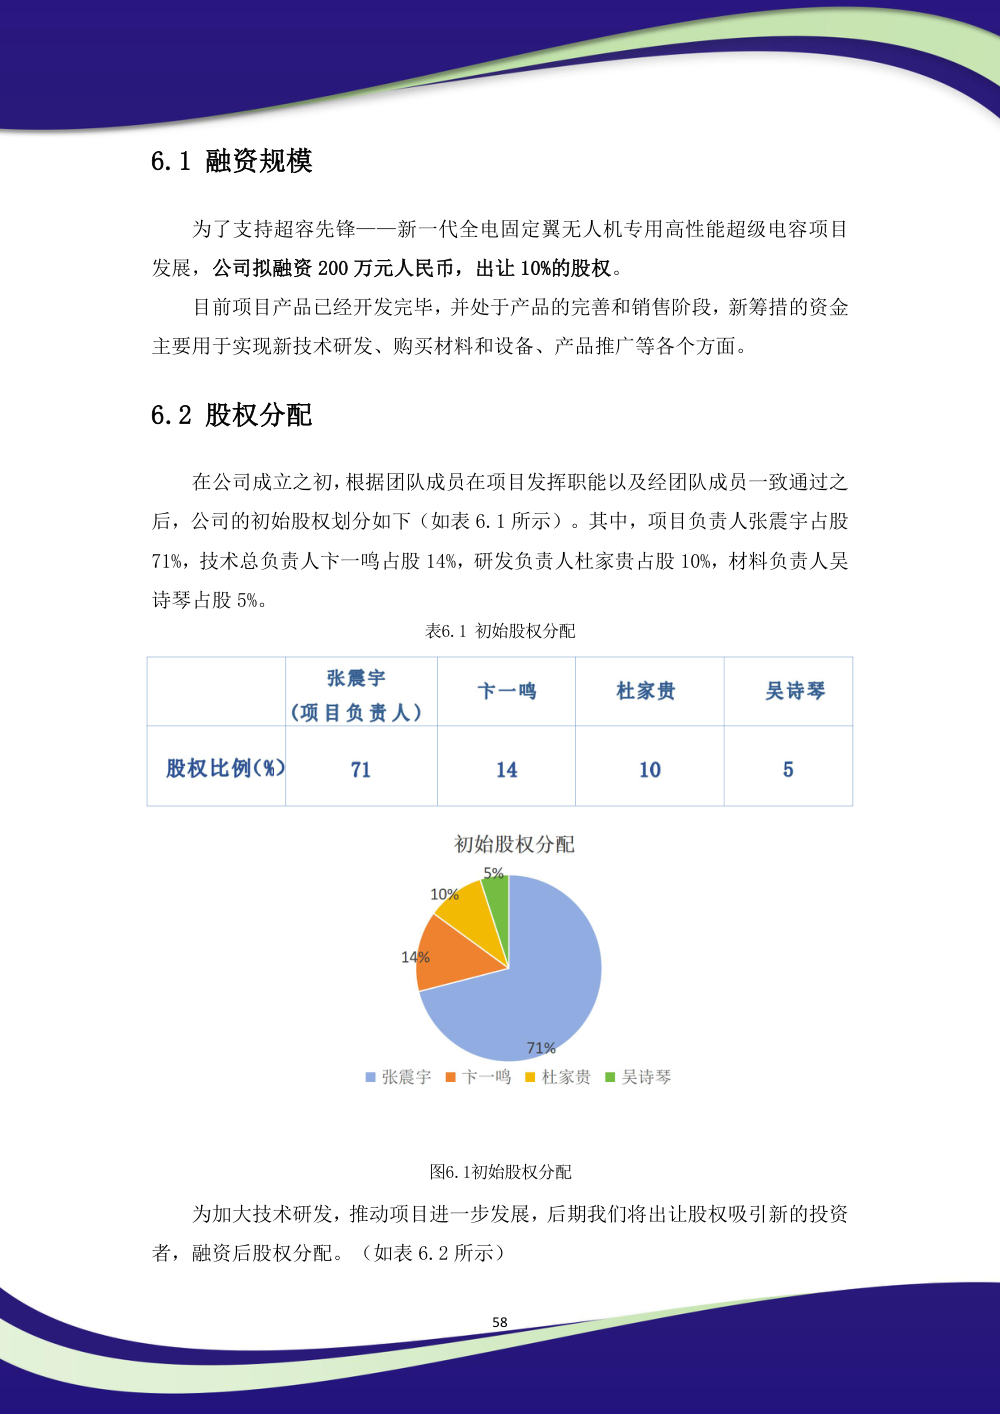 6.1 融资规模
为了支持超容先锋——新一代全电固定翼无人机专用高性能超级电容项目
发展，公司拟融资 200 万元人民币，出让 10%的股权。
目前项目产品已经开发完毕，并处于产品的完善和销售阶段，新筹措的资金
主要用于实现新技术研发、购买材料和设备、产品推广等各个方面。
6.2 股权分配
在公司成立之初，根据团队成员在项目发挥职能以及经团队成员一致通过之
后，公司的初始股权划分如下（如表 6.1 所示）。其中，项目负责人张震宇占股
71%，技术总负责人卞一鸣占股 14%，研发负责人杜家贵占股 10%，材料负责人吴
诗琴占股 5%。
表6.1 初始股权分配
张震宇
(项目负责人) 卞一鸣 杜家贵 吴诗琴
股权比例(%) 71 14 10 5
初始股权分配
5%
10%
14%
71%
张震宇 卞一鸣 杜家贵 吴诗琴
图6.1初始股权分配
为加大技术研发，推动项目进一步发展，后期我们将出让股权吸引新的投资
者，融资后股权分配。（如表 6.2 所示）
58